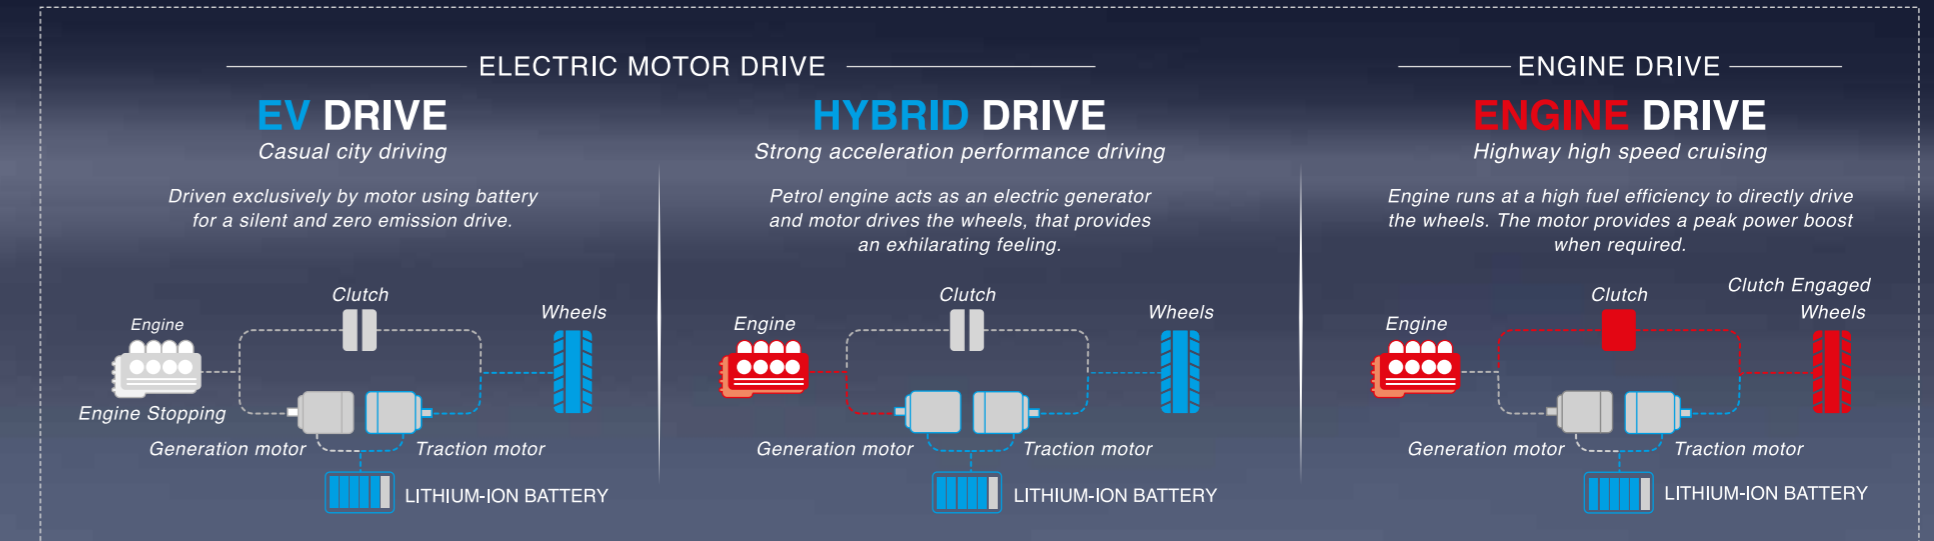 ELECTRIC MOTOR DRIVE
EV DRIVE
Casual city driving
Driven exclusively by motor using battery
for a silent and zero emission drive.
Engine
Clutch
Wheels
Engine Stopping
Generation motor
Traction motor
LITHIUM-ION BATTERY
HYBRID DRIVE
Strong acceleration performance driving
Petrol engine acts as an electric generator
and motor drives the wheels, that provides
an exhilarating feeling.
Engine
Clutch
Wheels
Generation motor
Traction motor
LITHIUM-ION BATTERY
ENGINE DRIVE
ENGINE DRIVE
Highway high speed cruising
Engine runs at a high fuel efficiency to directly drive
the wheels. The motor provides a peak power boost
when required.
Engine
Clutch
Clutch Engaged
Wheels
Generation motor
Traction motor
LITHIUM-ION BATTERY